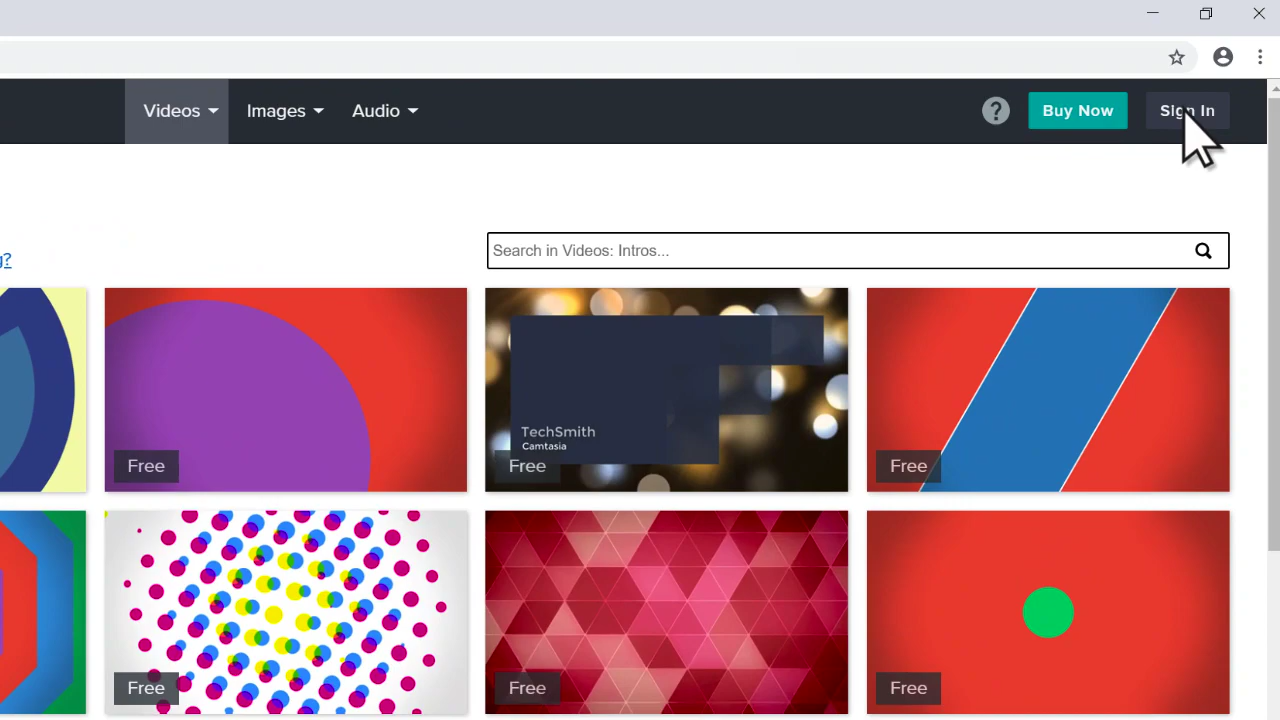 Videos Images Audio ? Buy Now Sign In
g?
Search in Videos: Intros...
TechSmith
Camtasia
Free Free Free
Free Free Free